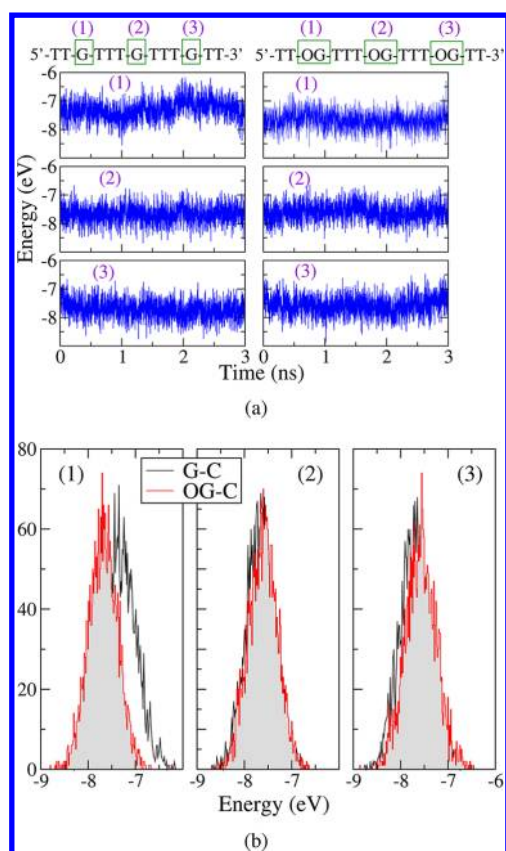 (1) (2) (3) (1) (2) (3)
5’-TT-G-TTT-G-TTT-G-TT-3’ 5’-TT-OG-TTT-OG-TTT-OG-TT-3’
-6
-7
-8
(1)
(1)
-6
-7
-8
(2)
(2)
-6
-7
-8
(3)
(3)
Energy (eV)
0 1 2 3 0 1 2 3
Time (ns)
(a)
80
60
40
20
0
(1)
G-C
OG-C
(2)
(3)
-9 -8 -7 -9 -8 -7 -9 -8 -7 -6
Energy (eV)
(b)